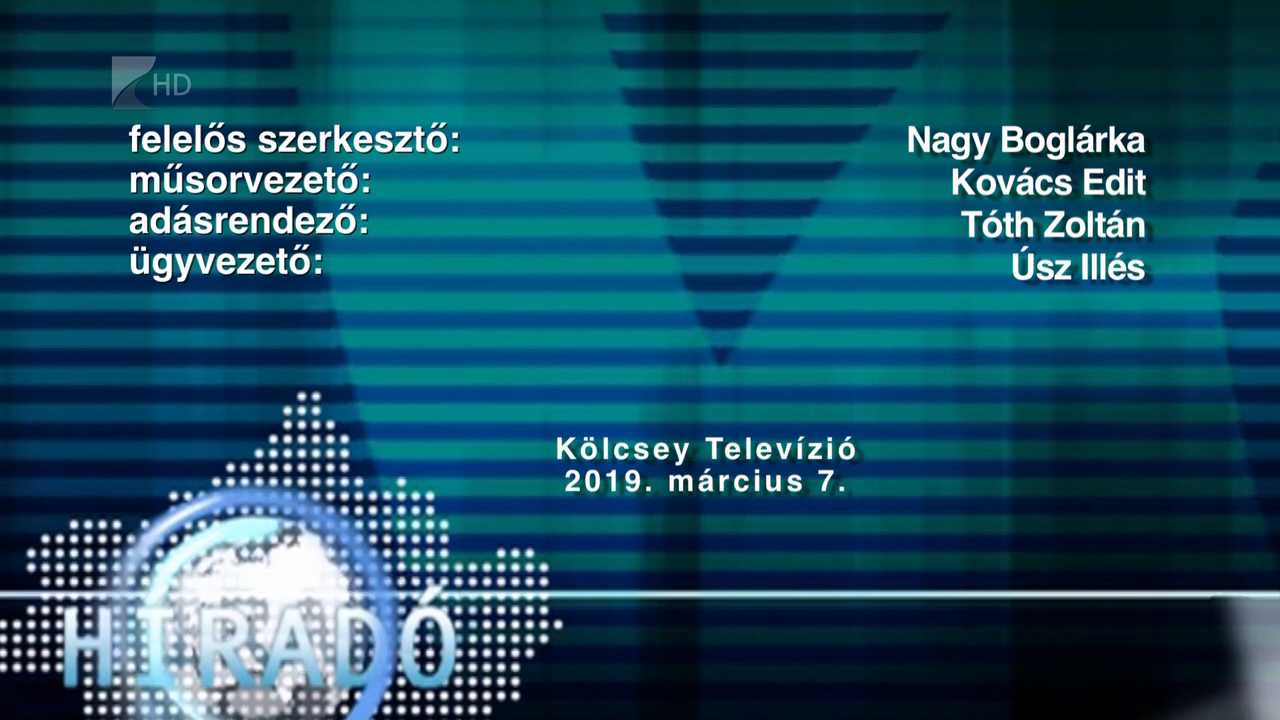 HD
felelős szerkesztő: Nagy Boglárka
műsorvezető: Kovács Edit
adásrendező: Tóth Zoltán
ügyvezető: Úsz Illés
Kölcsey Televízió
2019. március 7.
HÍRADÓ